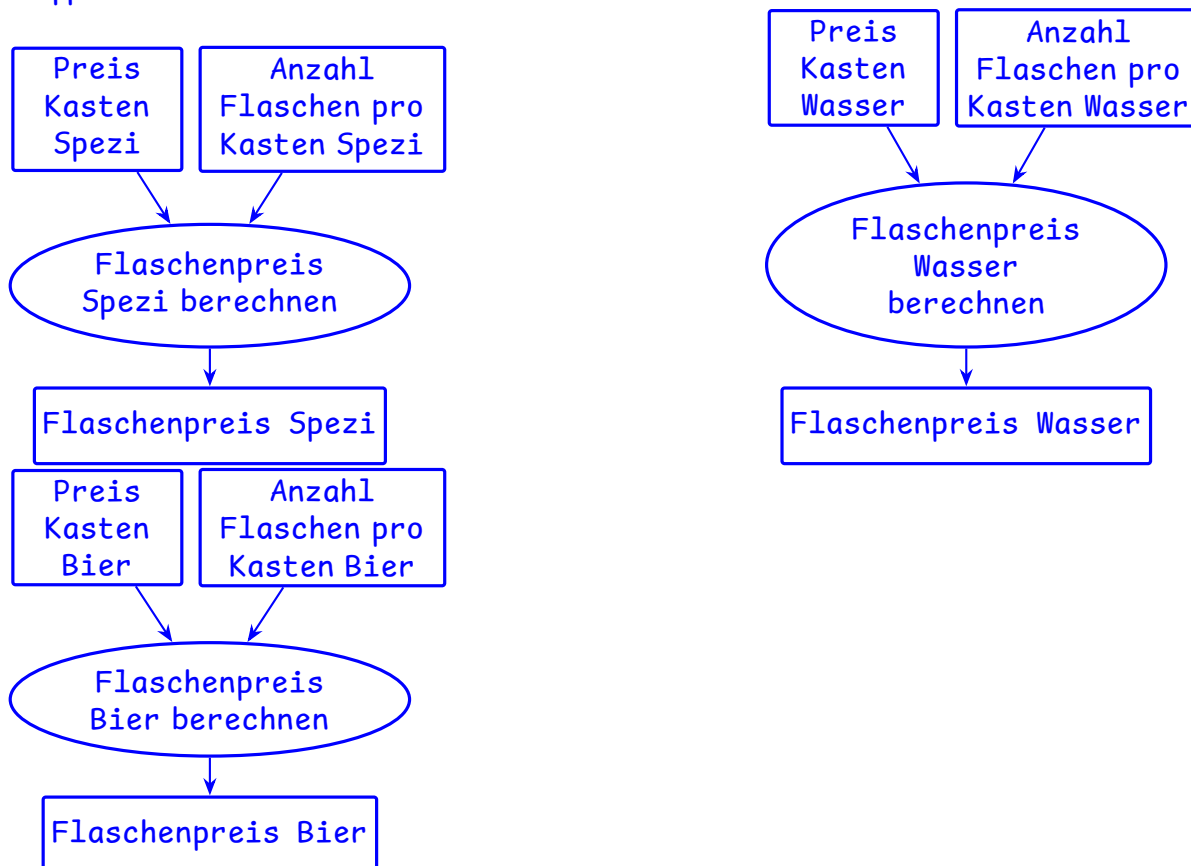 Preis
Kasten
Spezi
Anzahl
Flaschen pro
Kasten Spezi
Flaschenpreis
Spezi berechnen
Flaschenpreis Spezi
Preis
Kasten
Bier
Anzahl
Flaschen pro
Kasten Bier
Flaschenpreis
Bier berechnen
Flaschenpreis Bier
Preis
Kasten
Wasser
Anzahl
Flaschen pro
Kasten Wasser
Flaschenpreis
Wasser
berechnen
Flaschenpreis Wasser